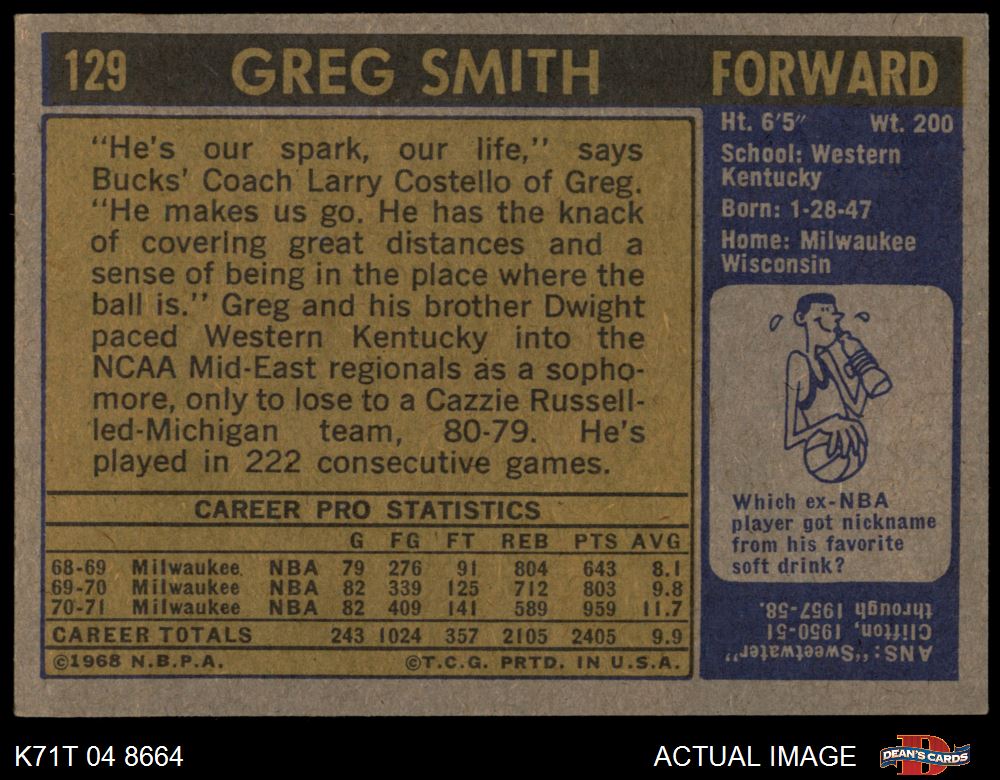 129 GREG SMITH FORWARD
"He's our spark, our life," says
Bucks' Coach Larry Costello of Greg.
"He makes us go. He has the knack
of covering great distances and a
sense of being in the place where the
ball is." Greg and his brother Dwight
paced Western Kentucky into the
NCAA Mid-East regionals as a sopho-
more, only to lose to a Cazzie Russell-
led-Michigan team, 80-79. He's
played in 222 consecutive games.
CAREER PRO STATISTICS
G FG FT REB PTS AVG
68-69 Milwaukee NBA 79 276 91 804 643 8.1
69-70 Milwaukee NBA 82 339 125 712 803 9.8
70-71 Milwaukee NBA 82 409 141 589 959 11.7
CAREER TOTALS 243 1024 357 2105 2405 9.9
©1968 N.B.P.A. ©T.C.G. PRTD. IN U.S.A.
Ht. 6'5" Wt. 200
School: Western
Kentucky
Born: 1-28-47
Home: Milwaukee
Wisconsin
Which ex-NBA
player got nickname
from his favorite
soft drink?
ANS: "Sweetwater"
Clifton, 1950-51
through 1957-58.
K71T 04 8664 ACTUAL IMAGE DEAN'S CARDS